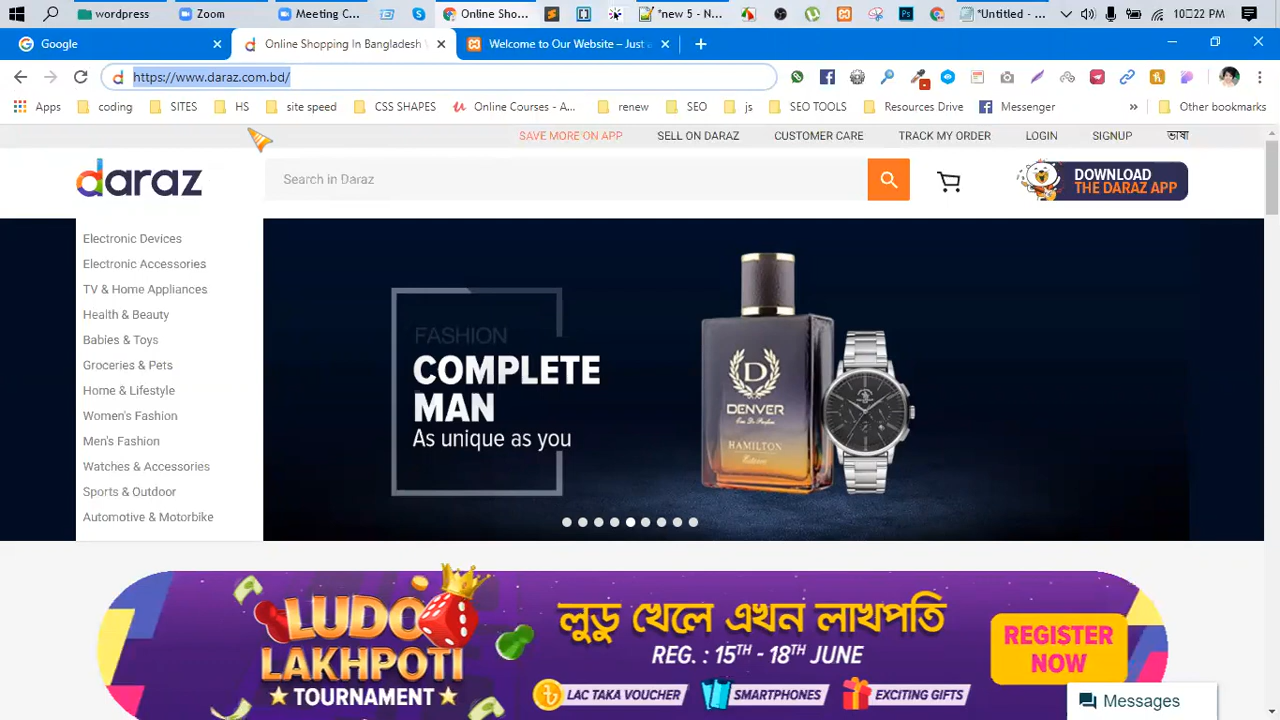 wordpress
Zoom
Meeting C...
Online Sho...
*new 5 - N...
*Untitled - ...
Google
Online Shopping In Bangladesh
Welcome to Our Website – Just a
https://www.daraz.com.bd/
Apps
coding
SITES
HS
site speed
CSS SHAPES
Online Courses - A...
renew
SEO
js
SEO TOOLS
Resources Drive
Messenger
»
Other bookmarks
SAVE MORE ON APP
SELL ON DARAZ
CUSTOMER CARE
TRACK MY ORDER
LOGIN
SIGNUP
ভাষা
daraz
Search in Daraz
DOWNLOAD
THE DARAZ APP
Electronic Devices
Electronic Accessories
TV & Home Appliances
Health & Beauty
Babies & Toys
Groceries & Pets
Home & Lifestyle
Women's Fashion
Men's Fashion
Watches & Accessories
Sports & Outdoor
Automotive & Motorbike
FASHION
COMPLETE
MAN
As unique as you
D
DENVER
HAMILTON
LUDO
LAKHPOTI
TOURNAMENT
লুডু খেলে এখন লাখপতি
REG. : 15TH - 18TH JUNE
LAC TAKA VOUCHER
SMARTPHONES
EXCITING GIFTS
REGISTER
NOW
Messages